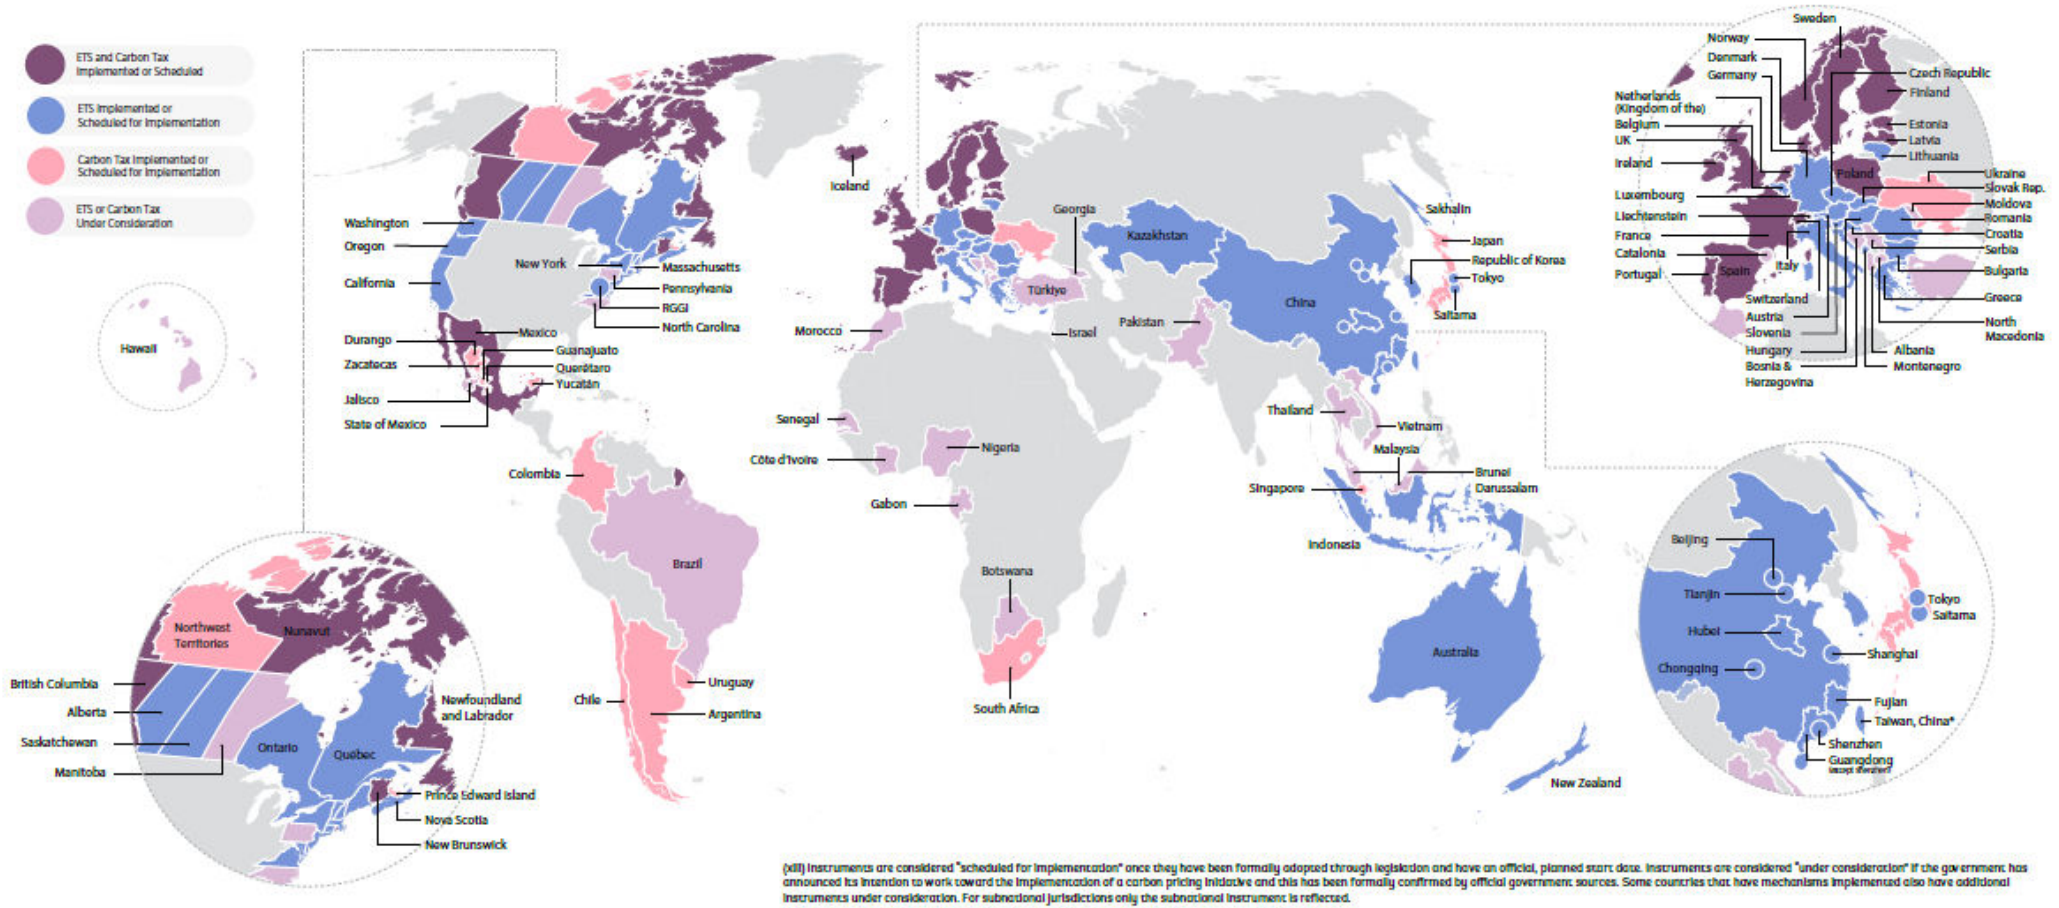 ETS and Carbon Tax
Implemented or Scheduled
ETS Implemented or
Scheduled for Implementation
Carbon Tax Implemented or
Scheduled for Implementation
ETS or Carbon Tax
Under Consideration
Hawaii
Washington
Oregon
California
New York
Massachusetts
Pennsylvania
RGGI
North Carolina
Durango
Zacatecas
Jalisco
State of Mexico
Mexico
Guanajuato
Querétaro
Yucatán
Colombia
Brazil
Chile
Uruguay
Argentina
Iceland
Georgia
Kazakhstan
Türkiye
Morocco
Israel
Pakistan
China
Senegal
Côte d'Ivoire
Nigeria
Gabon
Botswana
South Africa
Sakhalin
Japan
Republic of Korea
Tokyo
Saitama
Thailand
Vietnam
Malaysia
Brunei
Darussalam
Singapore
Indonesia
Australia
New Zealand
Northwest
Territories
Nunavut
British Columbia
Alberta
Saskatchewan
Manitoba
Ontario
Québec
Newfoundland
and Labrador
Prince Edward Island
Nova Scotia
New Brunswick
Sweden
Norway
Denmark
Germany
Netherlands
(Kingdom of the)
Belgium
UK
Ireland
Luxembourg
Liechtenstein
France
Catalonia
Portugal
Spain
Italy
Switzerland
Austria
Slovenia
Hungary
Bosnia &
Herzegovina
Czech Republic
Finland
Estonia
Latvia
Lithuania
Poland
Ukraine
Slovak Rep.
Moldova
Romania
Croatia
Serbia
Bulgaria
Greece
North
Macedonia
Albania
Montenegro
Beijing
Tianjin
Hubei
Chongqing
Tokyo
Saitama
Shanghai
Fujian
Taiwan, China*
Shenzhen
Guangdong
(except Shenzhen)
(xiii) Instruments are considered "scheduled for implementation" once they have been formally adopted through legislation and have an official, planned start date. Instruments are considered "under consideration" if the government has
announced its intention to work toward the implementation of a carbon pricing initiative and this has been formally confirmed by official government sources. Some countries that have mechanisms implemented also have additional
instruments under consideration. For subnational jurisdictions only the subnational instrument is reflected.